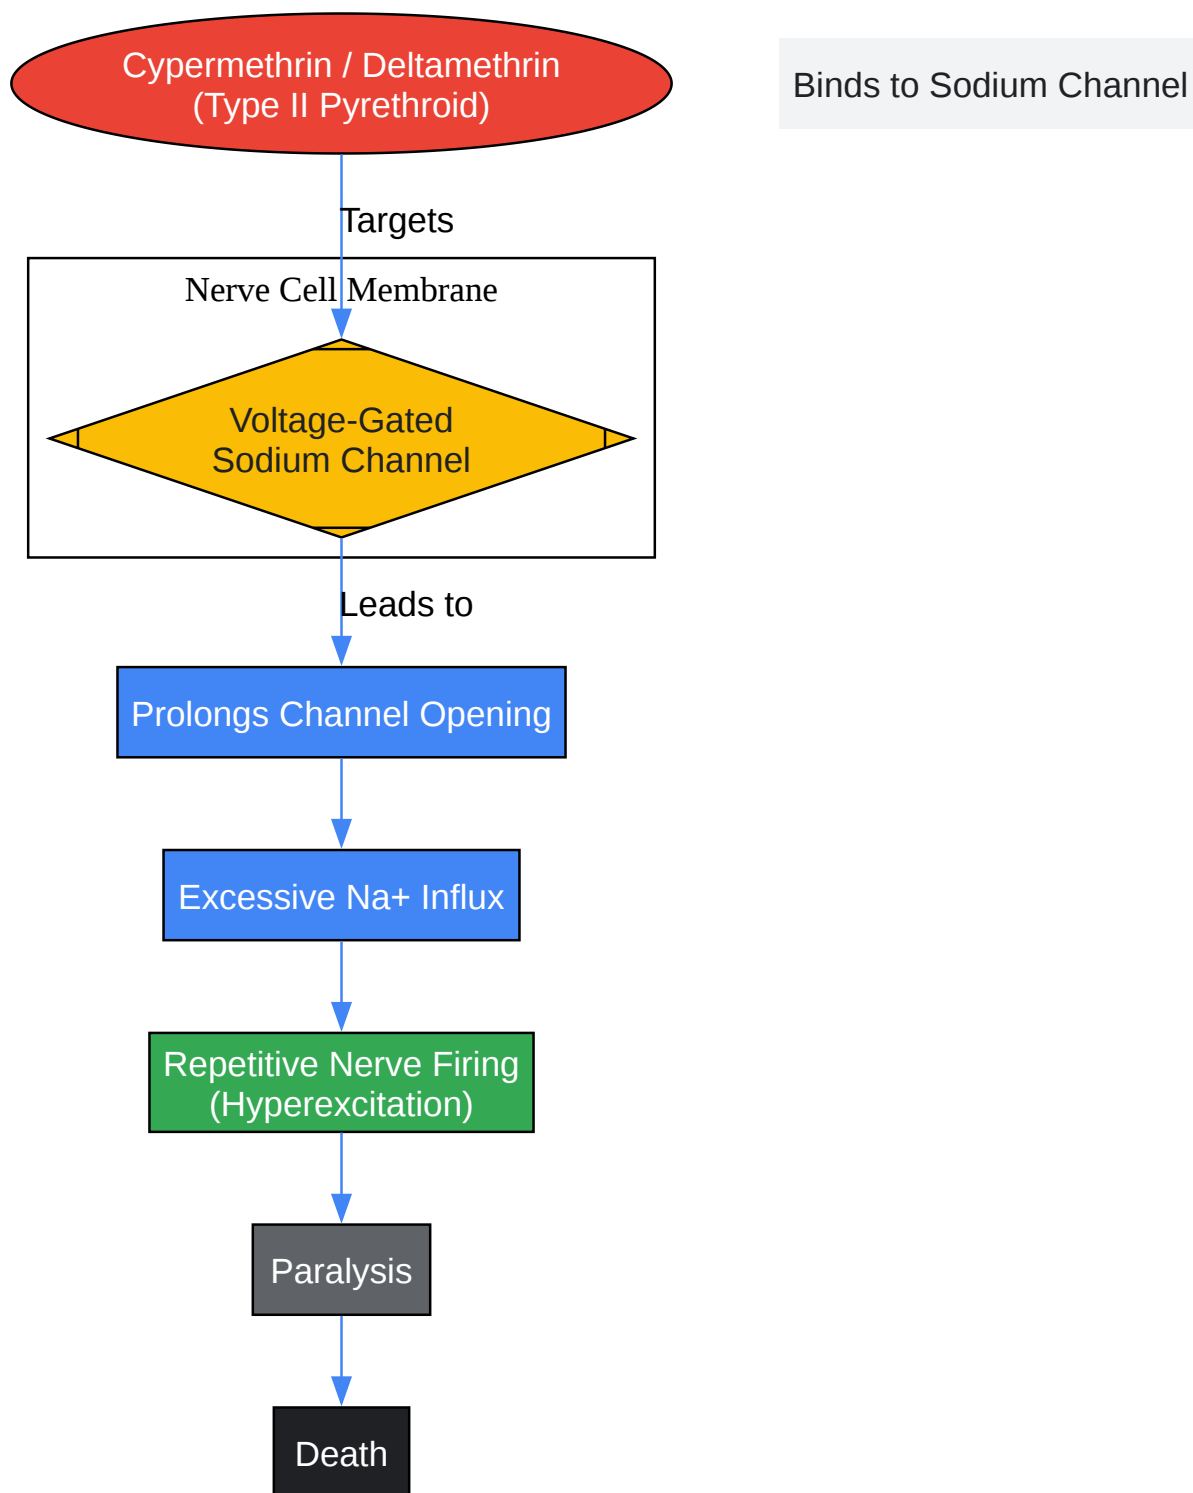 Cypermethrin / Deltamethrin
(Type II Pyrethroid)
Binds to Sodium Channel
Targets
Nerve Cell Membrane
Voltage-Gated
Sodium Channel
Leads to
Prolongs Channel Opening
Excessive Na+ Influx
Repetitive Nerve Firing
(Hyperexcitation)
Paralysis
Death